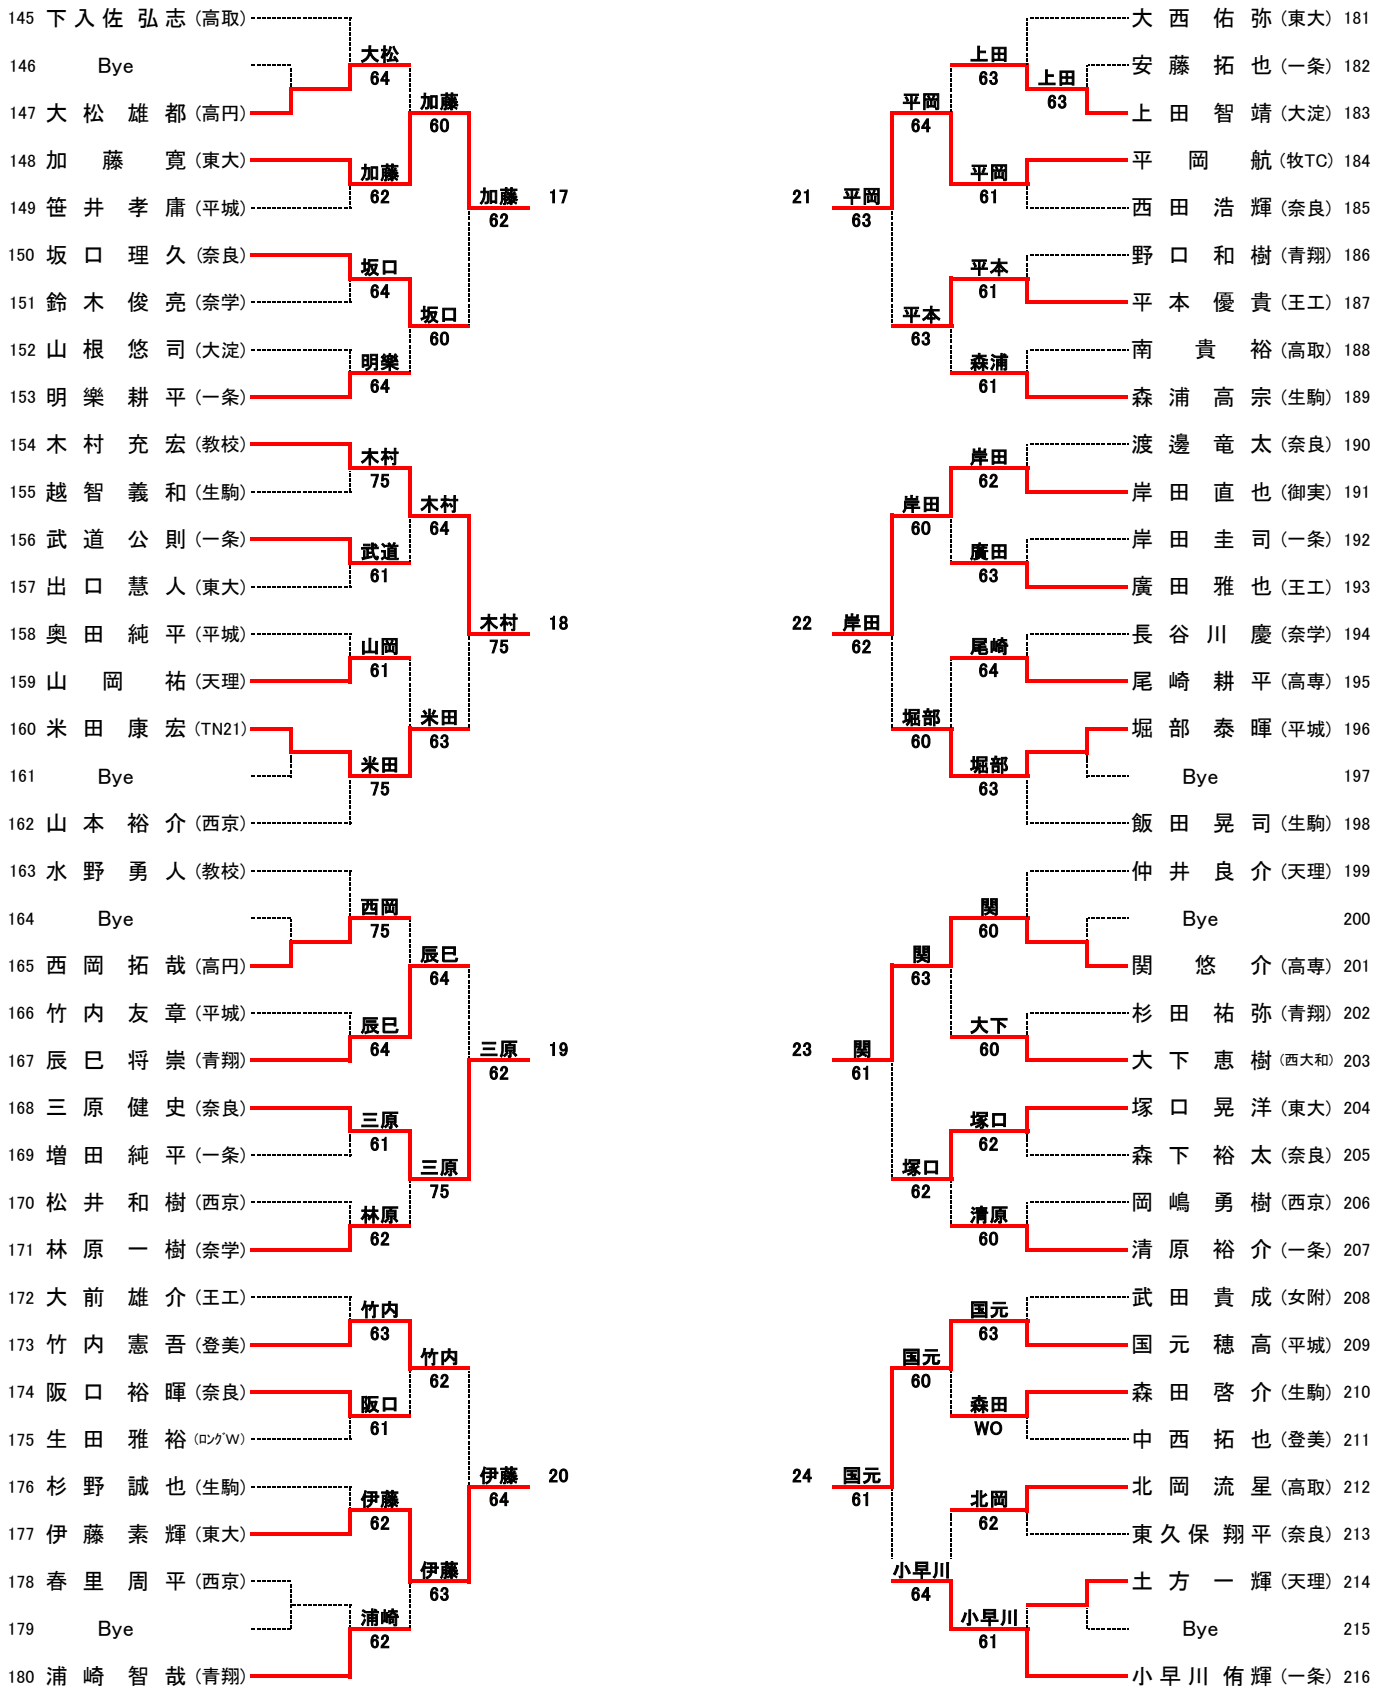 145 下入佐 弘志 (高取)
146 Bye
147 大松 雄都 (高円)
148 加藤 寛 (東大)
149 笹井 孝庸 (平城)
150 坂口 理久 (奈良)
151 鈴木 俊亮 (奈学)
152 山根 悠司 (大淀)
153 明樂 耕平 (一条)
154 木村 充宏 (教校)
155 越智 義和 (生駒)
156 武道 公則 (一条)
157 出口 慧人 (東大)
158 奥田 純平 (平城)
159 山岡 祐 (天理)
160 米田 康宏 (TN21)
161 Bye
162 山本 裕介 (西京)
163 水野 勇人 (教校)
164 Bye
165 西岡 拓哉 (高円)
166 竹内 友章 (平城)
167 辰巳 将崇 (青翔)
168 三原 健史 (奈良)
169 増田 純平 (一条)
170 松井 和樹 (西京)
171 林原 一樹 (奈学)
172 大前 雄介 (王工)
173 竹内 憲吾 (登美)
174 阪口 裕暉 (奈良)
175 生田 雅裕 (ﾛﾝｸﾞW)
176 杉野 誠也 (生駒)
177 伊藤 素輝 (東大)
178 春里 周平 (西京)
179 Bye
180 浦崎 智哉 (青翔)
大松
64
加藤
62
坂口
64
明樂
64
木村
75
武道
61
山岡
61
米田
75
西岡
75
辰巳
64
三原
61
林原
62
竹内
63
阪口
61
伊藤
62
浦崎
62
加藤
60
坂口
60
木村
64
米田
63
辰巳
64
三原
75
竹内
62
伊藤
63
加藤 17
62
木村 18
75
三原 19
62
伊藤 20
64
21 平岡
63
22 岸田
62
23 関
61
24 国元
61
平岡
64
平本
63
岸田
60
堀部
60
関
63
塚口
62
国元
60
小早川
64
上田
63
上田
63
平岡
61
平本
61
森浦
61
岸田
62
廣田
63
尾崎
64
堀部
63
関
60
大下
60
塚口
62
清原
60
国元
63
森田
WO
北岡
62
小早川
61
大西 佑弥 (東大) 181
安藤 拓也 (一条) 182
上田 智靖 (大淀) 183
平岡 航 (牧TC) 184
西田 浩輝 (奈良) 185
野口 和樹 (青翔) 186
平本 優貴 (王工) 187
南 貴裕 (高取) 188
森浦 高宗 (生駒) 189
渡邊 竜太 (奈良) 190
岸田 直也 (御実) 191
岸田 圭司 (一条) 192
廣田 雅也 (王工) 193
長谷川 慶 (奈学) 194
尾崎 耕平 (高専) 195
堀部 泰暉 (平城) 196
Bye 197
飯田 晃司 (生駒) 198
仲井 良介 (天理) 199
Bye 200
関 悠介 (高専) 201
杉田 祐弥 (青翔) 202
大下 恵樹 (西大和) 203
塚口 晃洋 (東大) 204
森下 裕太 (奈良) 205
岡嶋 勇樹 (西京) 206
清原 裕介 (一条) 207
武田 貴成 (女附) 208
国元 穂高 (平城) 209
森田 啓介 (生駒) 210
中西 拓也 (登美) 211
北岡 流星 (高取) 212
東久保 翔平 (奈良) 213
土方 一輝 (天理) 214
Bye 215
小早川 侑輝 (一条) 216